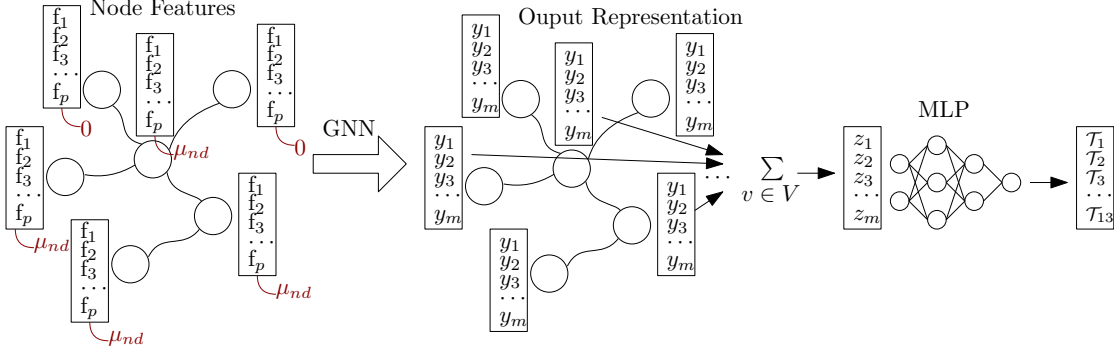 Node Features
f₁
f₂
f₃
...
fₚ
0
f₁
f₂
f₃
...
fₚ
μₙd
f₁
f₂
f₃
...
fₚ
0
f₁
f₂
f₃
...
fₚ
μₙd
f₁
f₂
f₃
...
fₚ
μₙd
f₁
f₂
f₃
...
fₚ
μₙd
GNN
Ouput Representation
y₁
y₂
y₃
...
yₘ
y₁
y₂
y₃
...
yₘ
y₁
y₂
y₃
...
yₘ
y₁
y₂
y₃
...
yₘ
y₁
y₂
y₃
...
yₘ
y₁
y₂
y₃
...
yₘ
...
∑
v ∈ V
z₁
z₂
z₃
...
zₘ
MLP
𝒯₁
𝒯₂
𝒯₃
...
𝒯₁₃